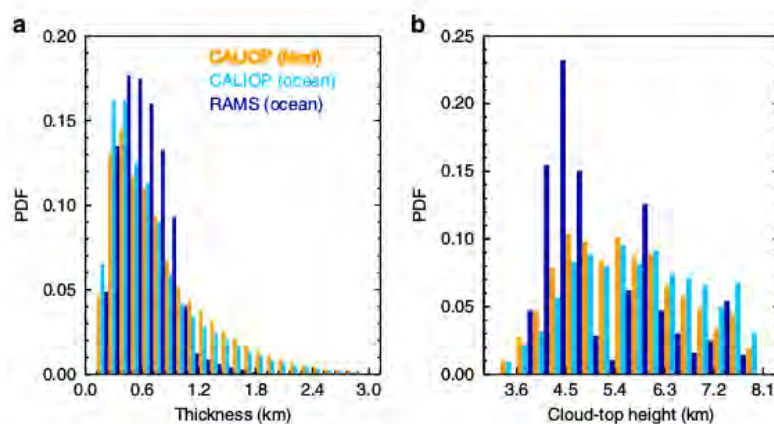 a
0.20
0.15
0.10
0.05
0.00
PDF
CALIOP (land)
CALIOP (ocean)
RAMS (ocean)
0.0 0.6 1.2 1.8 2.4 3.0
Thickness (km)
b
0.25
0.20
0.15
0.10
0.05
0.00
PDF
3.6 4.5 5.4 6.3 7.2 8.1
Cloud-top height (km)